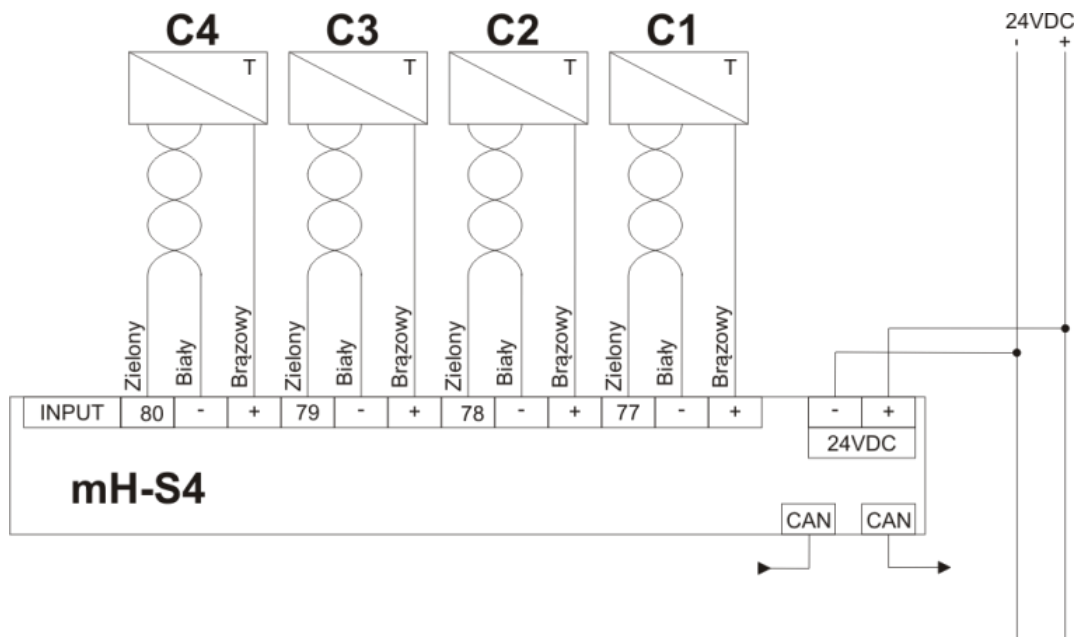 C4 C3 C2 C1 24VDC
- +
T T T T
Zielony Biały Brązowy Zielony Biały Brązowy Zielony Biały Brązowy Zielony Biały Brązowy
INPUT 80 - + 79 - + 78 - + 77 - + - +
24VDC
mH-S4
CAN CAN